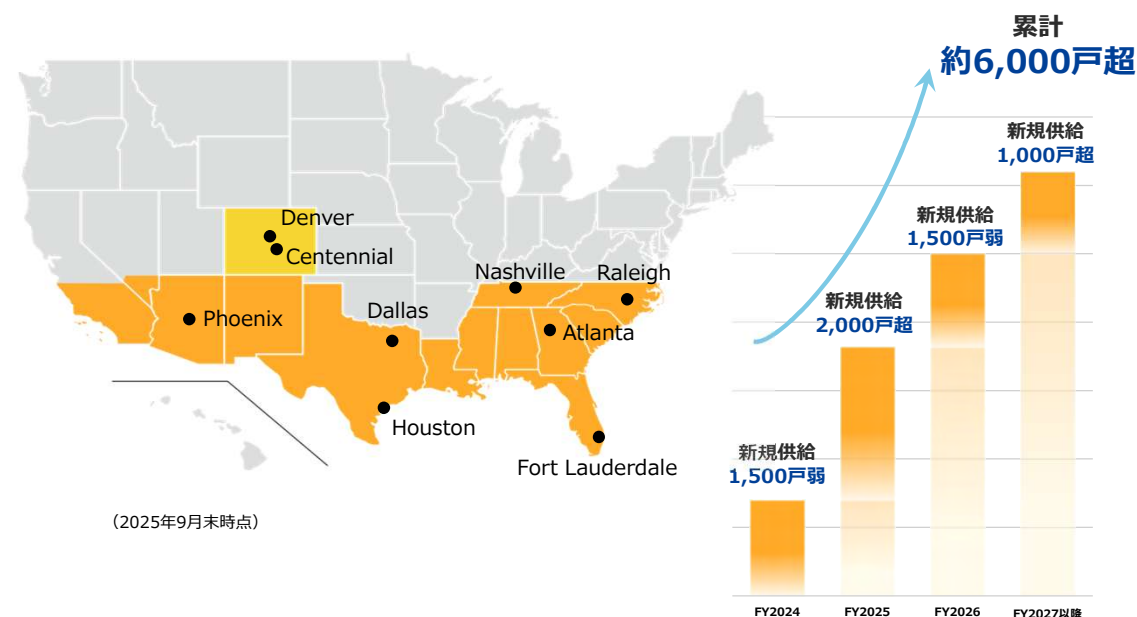 累計
約6,000戸超
新規供給
1,000戸超
新規供給
1,500戸弱
新規供給
2,000戸超
新規供給
1,500戸弱
Denver
Centennial
Nashville
Raleigh
Phoenix
Dallas
Atlanta
Houston
Fort Lauderdale
（2025年9月末時点）
FY2024
FY2025
FY2026
FY2027以降